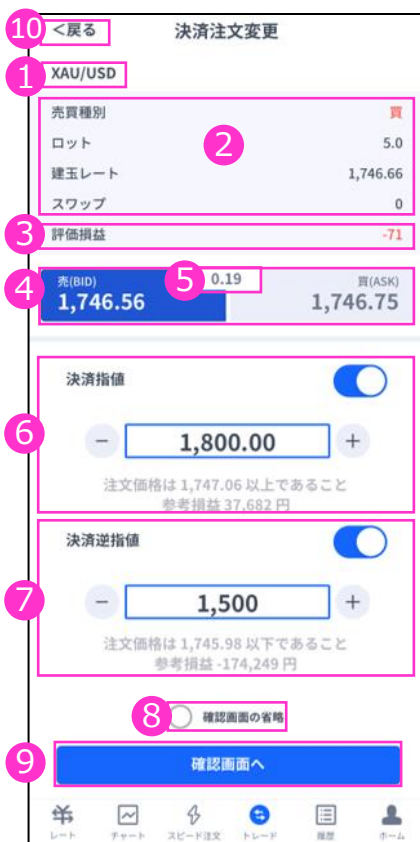 10 <戻る 決済注文変更
1 XAU/USD
2
売買種別 買
ロット 5.0
建玉レート 1,746.66
スワップ 0
3 評価損益 -71
4 売(BID) 5 0.19 買(ASK)
1,746.56 1,746.75
6 決済指値
− 1,800.00 +
注文価格は 1,747.06 以上であること
参考損益 37,682 円
7 決済逆指値
− 1,500 +
注文価格は 1,745.98 以下であること
参考損益 -174,249 円
8 確認画面の省略
9 確認画面へ
レート チャート スピード注文 トレード 履歴 ホーム